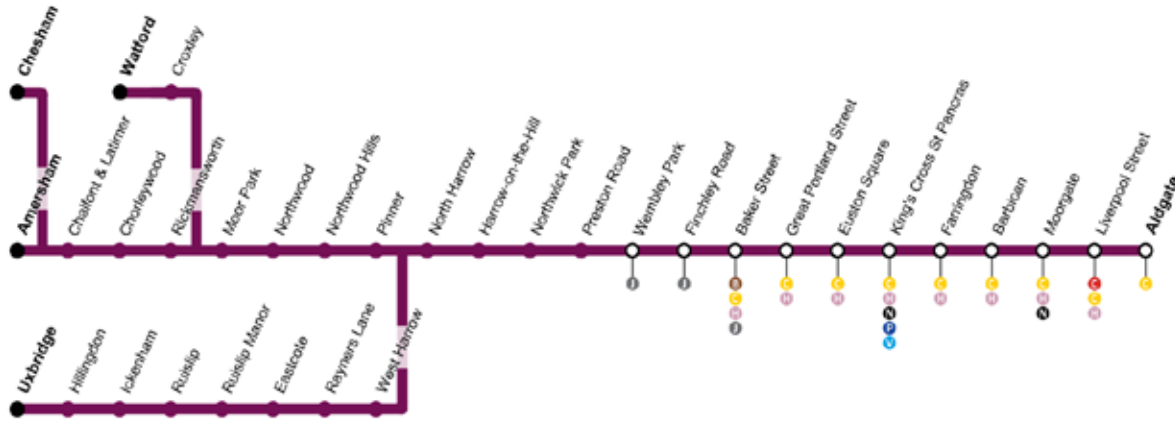 Chesham
Watford
Croxley
Amersham
Chalfont & Latimer
Chorleywood
Rickmansworth
Moor Park
Northwood
Northwood Hills
Pinner
North Harrow
Harrow-on-the-Hill
Northwick Park
Preston Road
Wembley Park
Finchley Road
Baker Street
Great Portland Street
Euston Square
King's Cross St Pancras
Farringdon
Barbican
Moorgate
Liverpool Street
Aldgate
J
J
B
C
H
J
C
H
C
H
C
H
N
P
V
C
H
C
H
C
H
N
C
C
H
C
Uxbridge
Hillingdon
Ickenham
Ruislip
Ruislip Manor
Eastcote
Rayners Lane
West Harrow